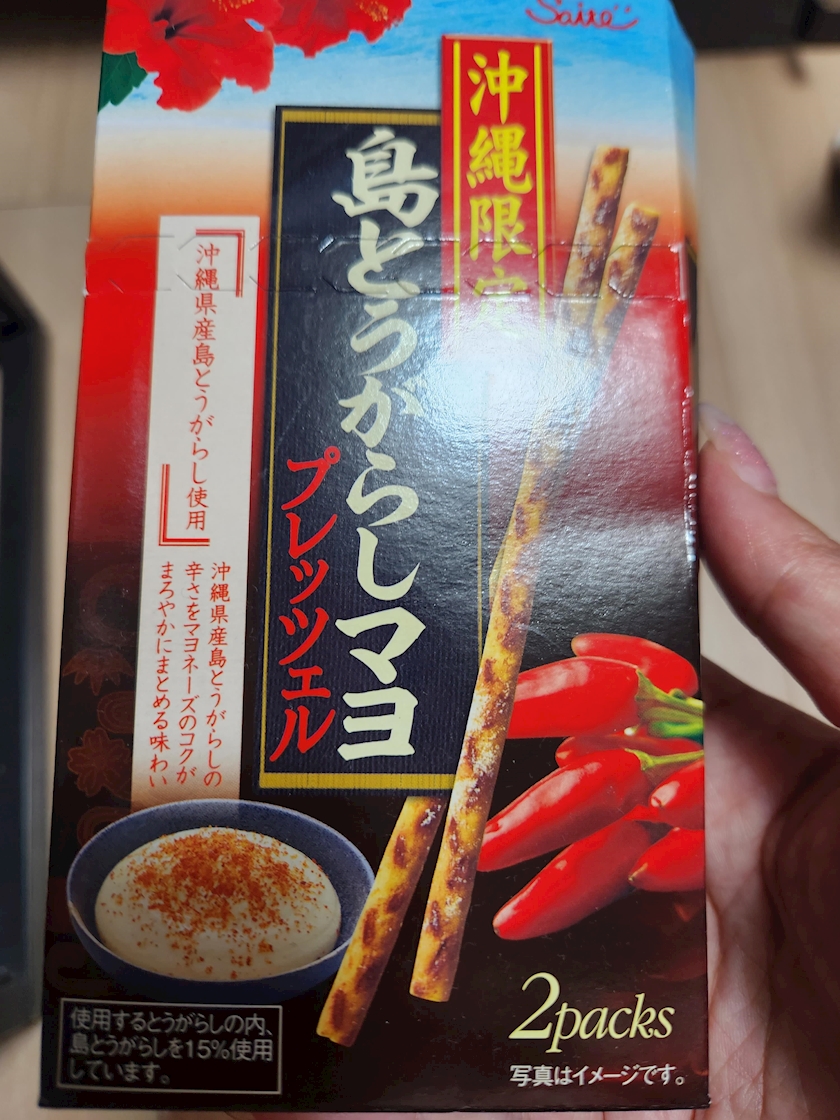 沖縄限定
島とうがらしマヨ
プレッツェル
沖縄県産島とうがらし使用
沖縄県産島とうがらしの
辛さをマヨネーズのコクが
まろやかにまとめる味わい
使用するとうがらしの内、
島とうがらしを15%使用
しています。
2packs
写真はイメージです。